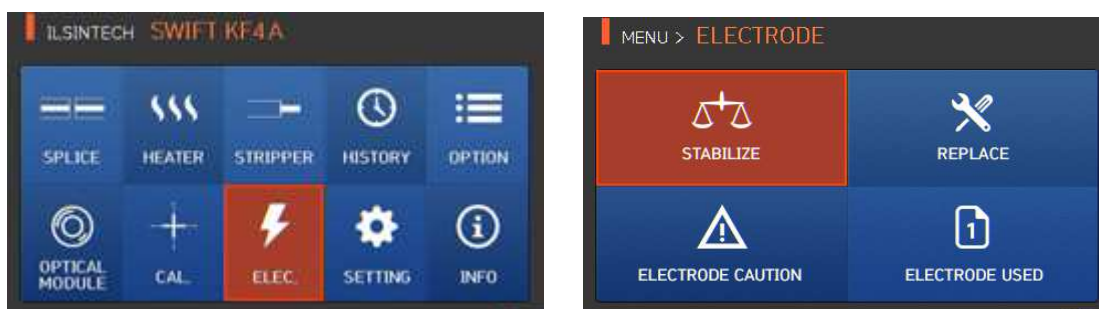 ILSINTECH SWIFT KF4A
SPLICE HEATER STRIPPER HISTORY OPTION
OPTICAL MODULE CAL. ELEC. SETTING INFO
MENU > ELECTRODE
STABILIZE REPLACE
ELECTRODE CAUTION 1 ELECTRODE USED